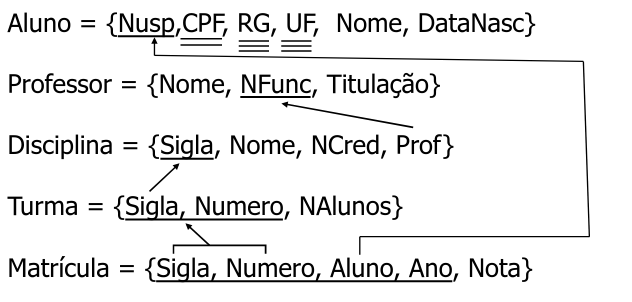 Aluno = {Nusp,CPF, RG, UF, Nome, DataNasc}
Professor = {Nome, NFunc, Titulação}
Disciplina = {Sigla, Nome, NCred, Prof}
Turma = {Sigla, Numero, NAlunos}
Matrícula = {Sigla, Numero, Aluno, Ano, Nota}